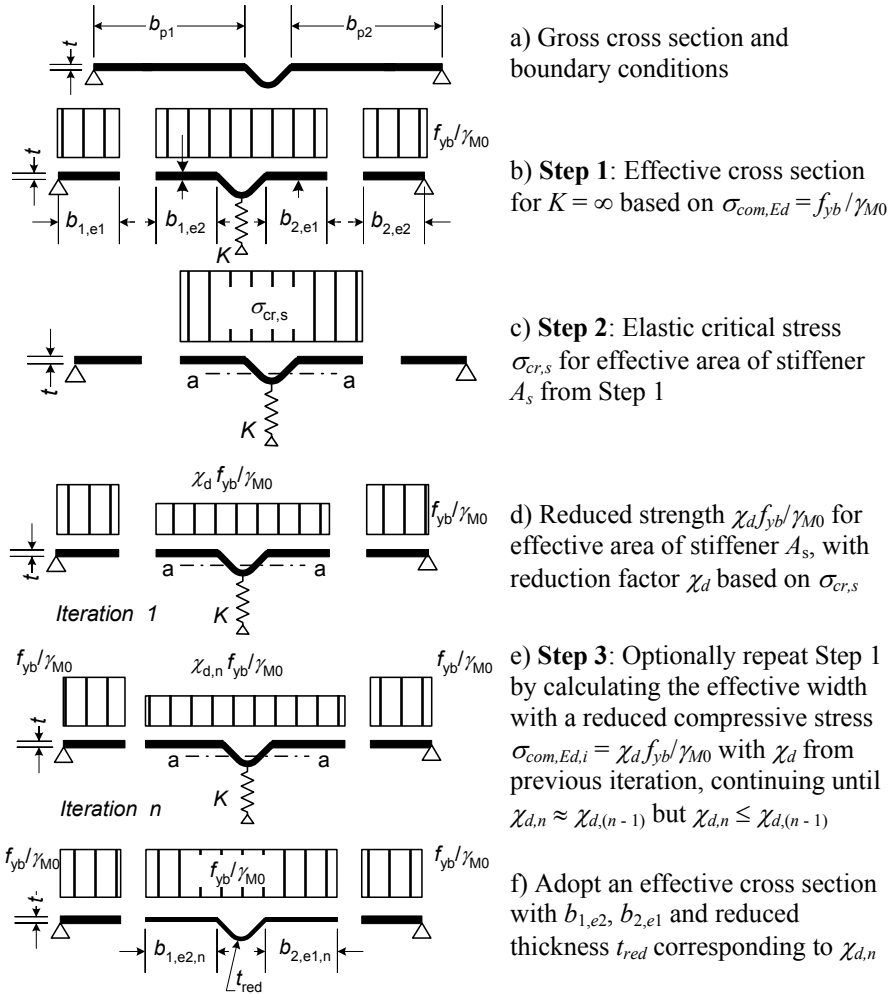 b_p1
b_p2
t
a) Gross cross section and
boundary conditions
f_yb/γ_M0
t
b_1,e1
b_1,e2
b_2,e1
b_2,e2
K
b) Step 1: Effective cross section
for K = ∞ based on σ_com,Ed = f_yb/γ_M0
σ_cr,s
t
a
a
K
c) Step 2: Elastic critical stress
σ_cr,s for effective area of stiffener
A_s from Step 1
χ_d f_yb/γ_M0
f_yb/γ_M0
t
a
a
K
Iteration 1
d) Reduced strength χ_d f_yb/γ_M0 for
effective area of stiffener A_s, with
reduction factor χ_d based on σ_cr,s
f_yb/γ_M0
χ_d,n f_yb/γ_M0
f_yb/γ_M0
t
a
a
K
Iteration n
e) Step 3: Optionally repeat Step 1
by calculating the effective width
with a reduced compressive stress
σ_com,Ed,i = χ_d f_yb/γ_M0 with χ_d from
previous iteration, continuing until
χ_d,n ≈ χ_d,(n - 1) but χ_d,n ≤ χ_d,(n - 1)
f_yb/γ_M0
f_yb/γ_M0
f_yb/γ_M0
t
b_1,e2,n
b_2,e1,n
t_red
f) Adopt an effective cross section
with b_1,e2, b_2,e1 and reduced
thickness t_red corresponding to χ_d,n